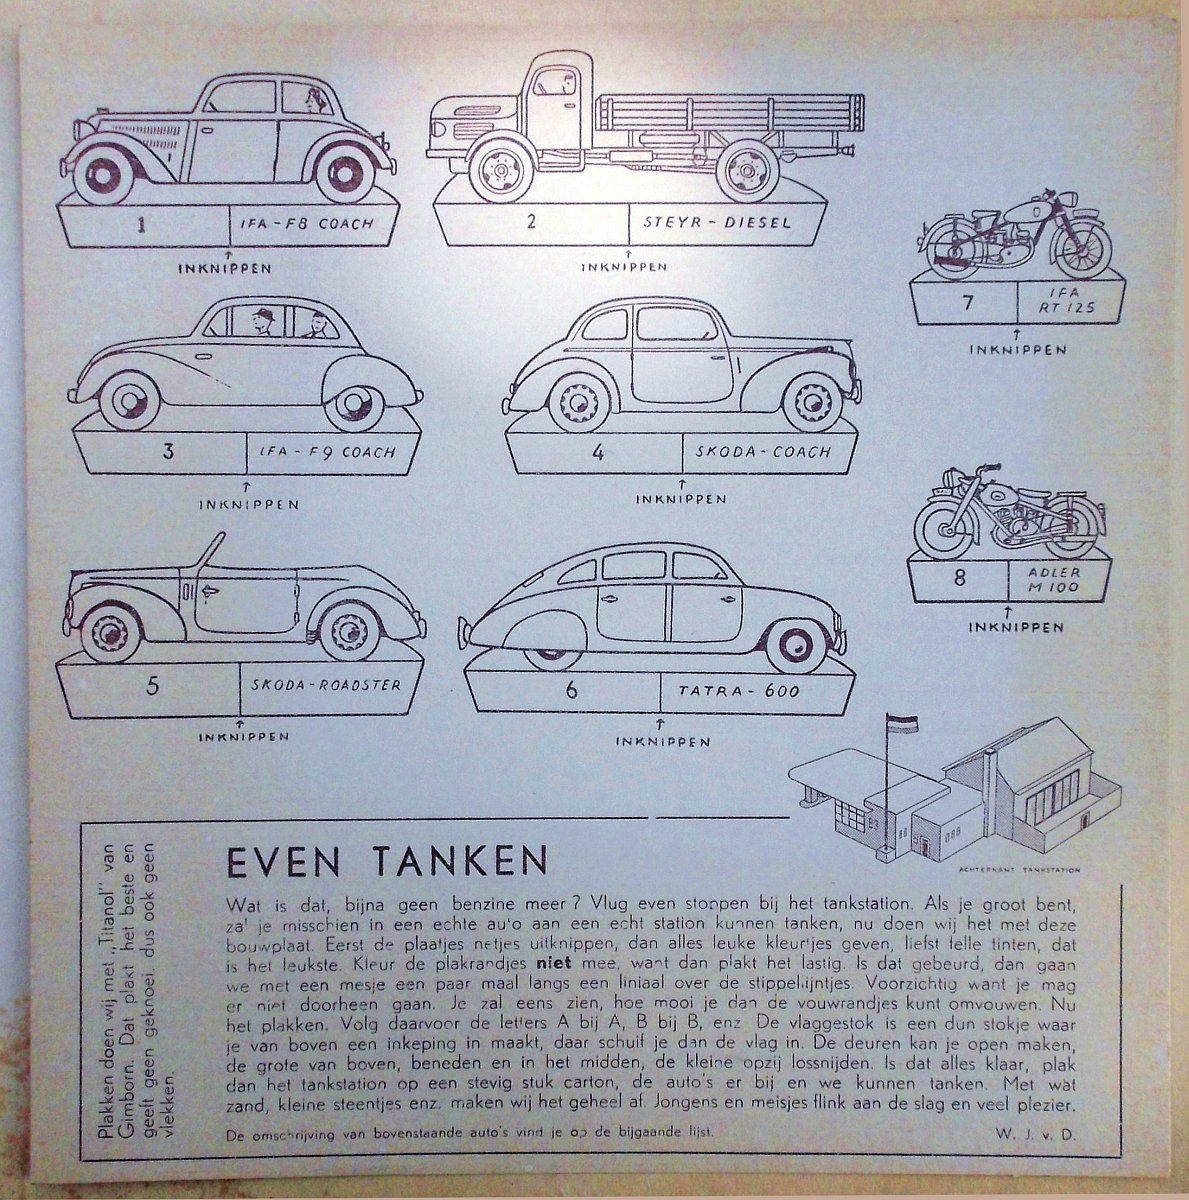 1 IFA-F8 COACH
INKNIPPEN
2 STEYR-DIESEL
INKNIPPEN
7 IFA
RT 125
INKNIPPEN
3 IFA-F9 COACH
INKNIPPEN
4 SKODA-COACH
INKNIPPEN
8 ADLER
M 100
INKNIPPEN
5 SKODA-ROADSTER
INKNIPPEN
6 TATRA-600
INKNIPPEN
ACHTERKANT TANKSTATION
EVEN TANKEN
Wat is dat, bijna geen benzine meer? Vlug even stoppen bij het tankstation. Als je groot bent,
zal je misschien in een echte auto aan een echt station kunnen tanken, nu doen wij het met deze
bouwplaat. Eerst de plaatjes netjes uitknippen, dan alles leuke kleurtjes geven, liefst felle tinten, dat
is het leukste. Kleur de plakrandjes niet mee, want dan plakt het lastig. Is dat gebeurd, dan gaan
we met een mesje een paar maal langs een liniaal over de stippellijntjes. Voorzichtig want je mag
er niet doorheen gaan. Je zal eens zien, hoe mooi je dan de vouwrandjes kunt omvouwen. Nu
het plakken. Volg daarvoor de letters A bij A, B bij B, enz. De vlaggestok is een dun stokje waar
je van boven een inkeping in maakt, daar schuif je dan de vlag in. De deuren kan je open maken,
de grote van boven, beneden en in het midden, de kleine opzij lossnijden. Is dat alles klaar, plak
dan het tankstation op een stevig stuk carton, de auto's er bij en we kunnen tanken. Met wat
zand, kleine steentjes enz. maken wij het geheel af. Jongens en meisjes flink aan de slag en veel plezier.
De omschrijving van bovenstaande auto's vind je op de bijgaande lijst.
W. J. v. D.
Plakken doen wij met „Titanol" van
Gimborn. Dat plakt het beste en
geeft geen geknoei, dus ook geen
vlekken.